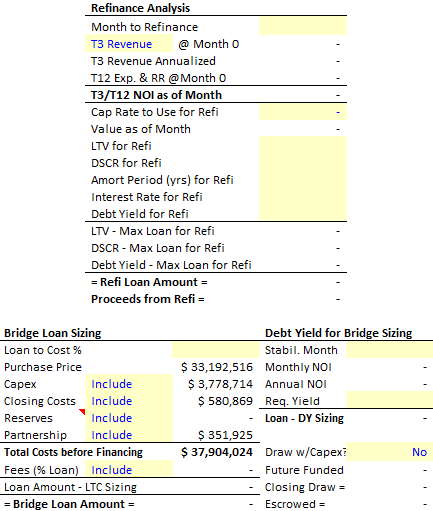 Refinance Analysis
Month to Refinance
T3 Revenue @ Month 0 -
T3 Revenue Annualized -
T12 Exp. & RR @Month 0 -
T3/T12 NOI as of Month -
Cap Rate to Use for Refi -
Value as of Month -
LTV for Refi
DSCR for Refi
Amort Period (yrs) for Refi
Interest Rate for Refi
Debt Yield for Refi
LTV - Max Loan for Refi -
DSCR - Max Loan for Refi -
Debt Yield - Max Loan for Refi -
= Refi Loan Amount = -
Proceeds from Refi = -
Bridge Loan Sizing
Loan to Cost %
Purchase Price $ 33,192,516
Capex Include $ 3,778,714
Closing Costs Include $ 580,869
Reserves Include -
Partnership Include $ 351,925
Total Costs before Financing $ 37,904,024
Fees (% Loan) Include -
Loan Amount - LTC Sizing -
= Bridge Loan Amount = -
Debt Yield for Bridge Sizing
Stabil. Month
Monthly NOI -
Annual NOI -
Req. Yield
Loan - DY Sizing -
Draw w/Capex? No
Future Funded -
Closing Draw = -
Escrowed = -